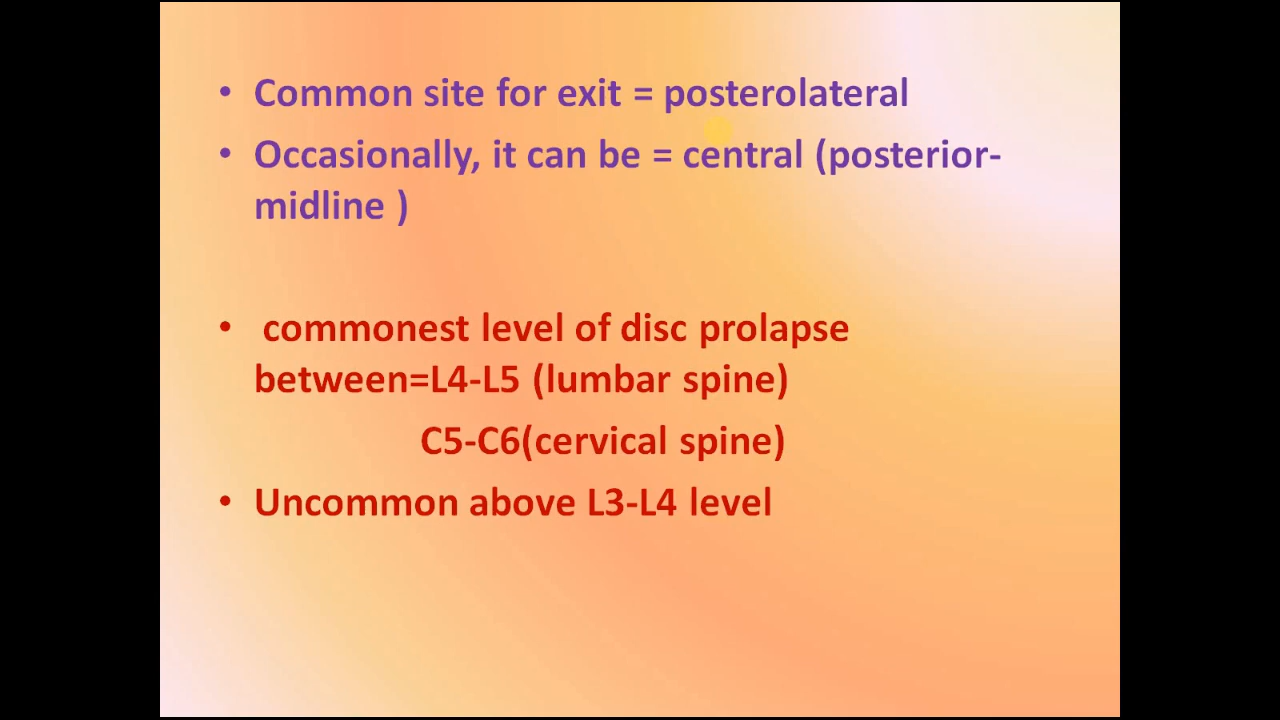 • Common site for exit = posterolateral
• Occasionally, it can be = central (posterior-
midline )
• commonest level of disc prolapse
between=L4-L5 (lumbar spine)
C5-C6(cervical spine)
• Uncommon above L3-L4 level